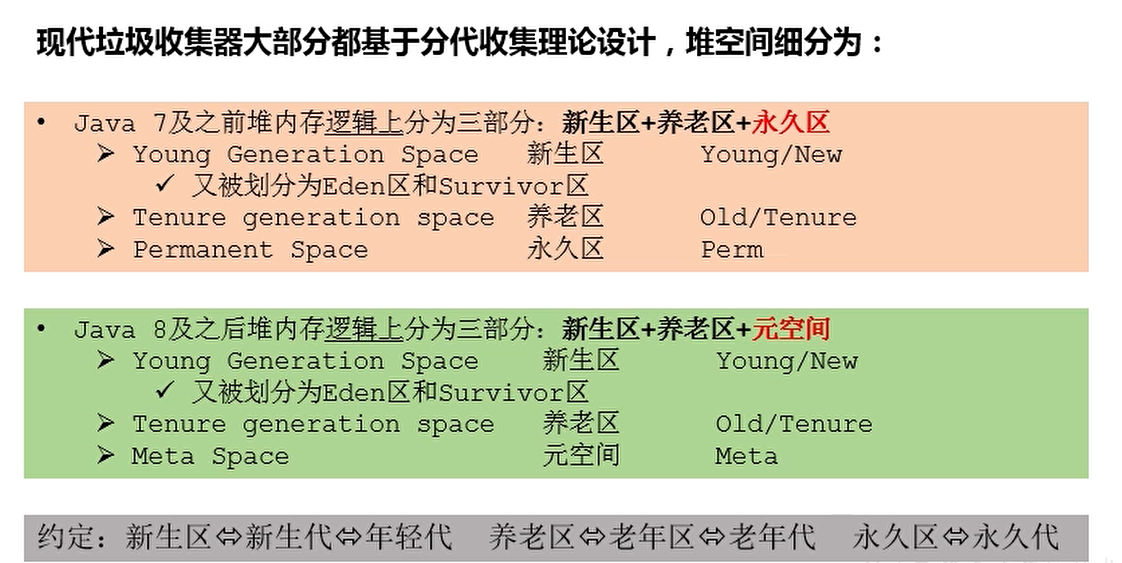 现代垃圾收集器大部分都基于分代收集理论设计，堆空间细分为：
• Java 7及之前堆内存逻辑上分为三部分：新生区+养老区+永久区
➢ Young Generation Space 新生区 Young/New
✓ 又被划分为Eden区和Survivor区
➢ Tenure generation space 养老区 Old/Tenure
➢ Permanent Space 永久区 Perm
• Java 8及之后堆内存逻辑上分为三部分：新生区+养老区+元空间
➢ Young Generation Space 新生区 Young/New
✓ 又被划分为Eden区和Survivor区
➢ Tenure generation space 养老区 Old/Tenure
➢ Meta Space 元空间 Meta
约定：新生区⇔新生代⇔年轻代 养老区⇔老年区⇔老年代 永久区⇔永久代